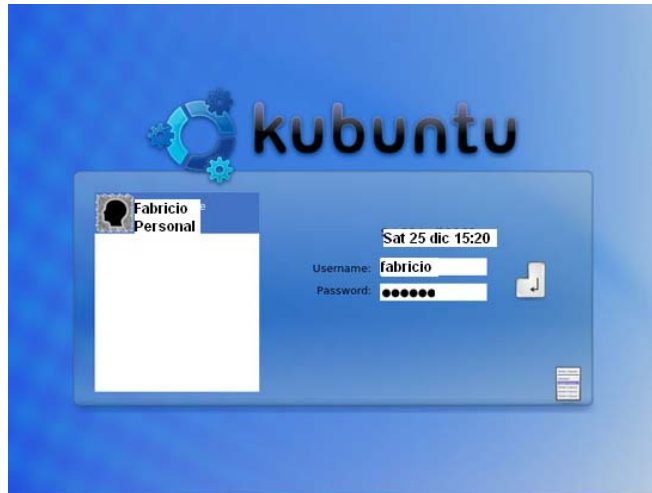 kubuntu
Fabricio
Personal
Sat 25 dic 15:20
Username: fabricio
Password: ●●●●●●